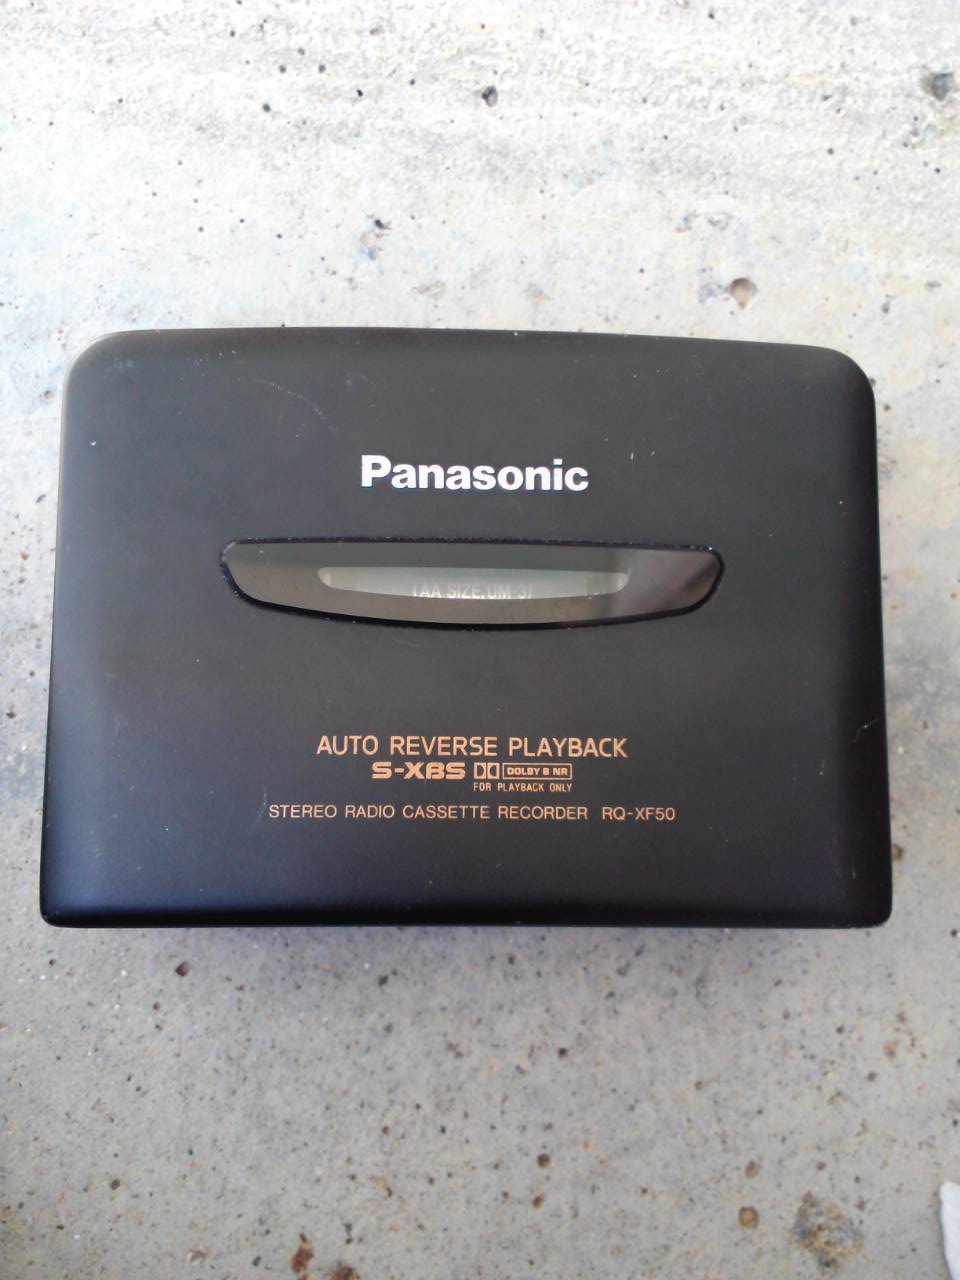 Panasonic
(AA SIZE,UM-3)
AUTO REVERSE PLAYBACK
S-XBS DOLBY B NR
FOR PLAYBACK ONLY
STEREO RADIO CASSETTE RECORDER RQ-XF50